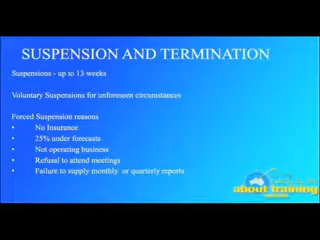 SUSPENSION AND TERMINATION
Suspensions - up to 13 weeks
Voluntary Suspensions for unforeseen circumstances
Forced Suspension reasons
• No Insurance
• 25% under forecasts
• Not operating business
• Refusal to attend meetings
• Failure to supply monthly or quarterly reports
about training